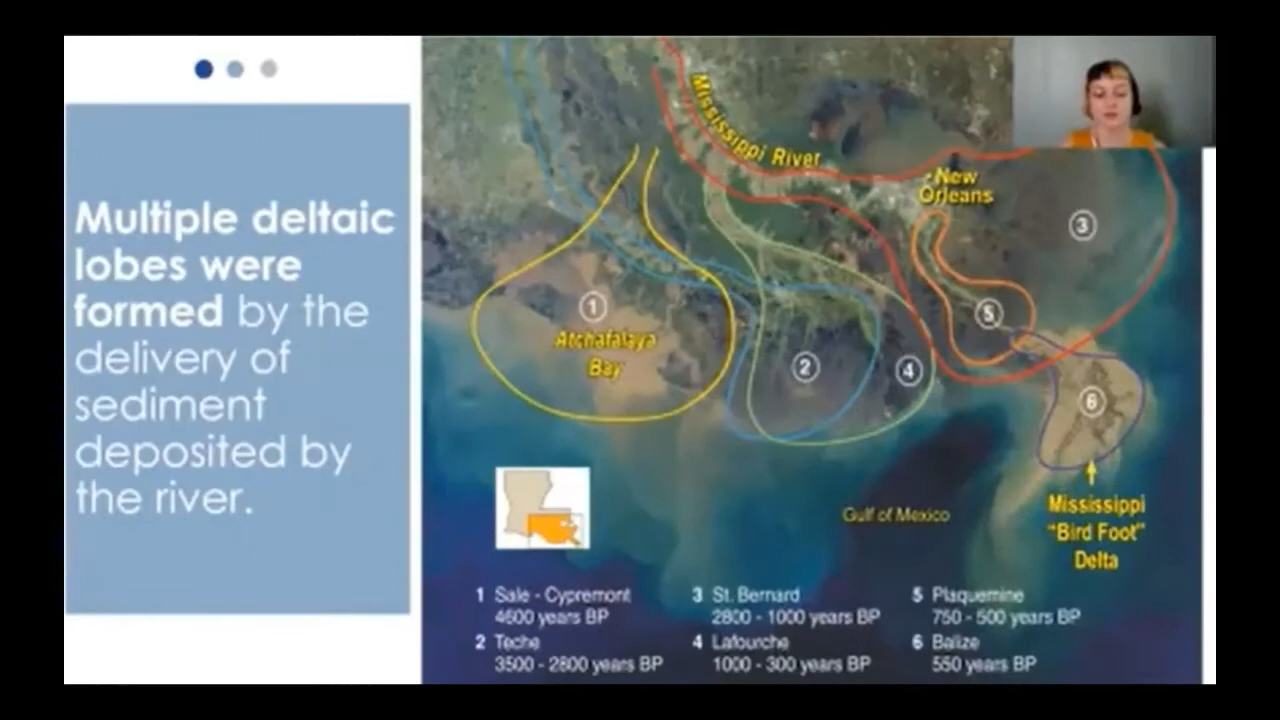 Multiple deltaic
lobes were
formed by the
delivery of
sediment
deposited by
the river.
Mississippi River
New
Orleans
3
1
5
Atchafalaya
Bay
2
4
6
Gulf of Mexico
Mississippi
"Bird Foot"
Delta
1 Sale - Cypremont
4600 years BP
2 Teche
3500 - 2800 years BP
3 St. Bernard
2800 - 1000 years BP
4 Lafourche
1000 - 300 years BP
5 Plaquemine
750 - 500 years BP
6 Balize
550 years BP